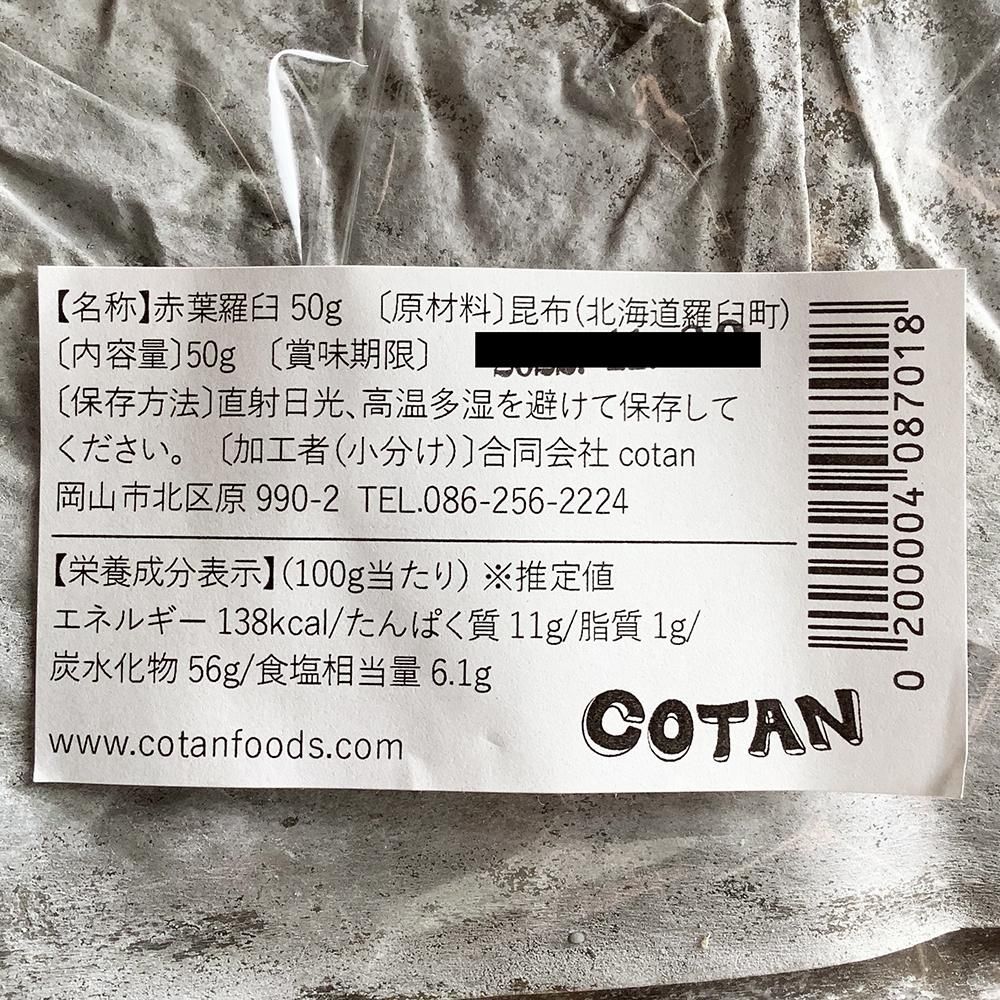 【名称】赤葉羅臼 50g 〔原材料〕昆布(北海道羅臼町)
〔内容量〕50g 〔賞味期限〕
〔保存方法〕直射日光、高温多湿を避けて保存して
ください。 〔加工者(小分け)〕合同会社 cotan
岡山市北区原 990-2 TEL.086-256-2224
【栄養成分表示】(100g当たり) ※推定値
エネルギー 138kcal/たんぱく質 11g/脂質 1g/
炭水化物 56g/食塩相当量 6.1g
www.cotanfoods.com
COTAN
0 200004 087018